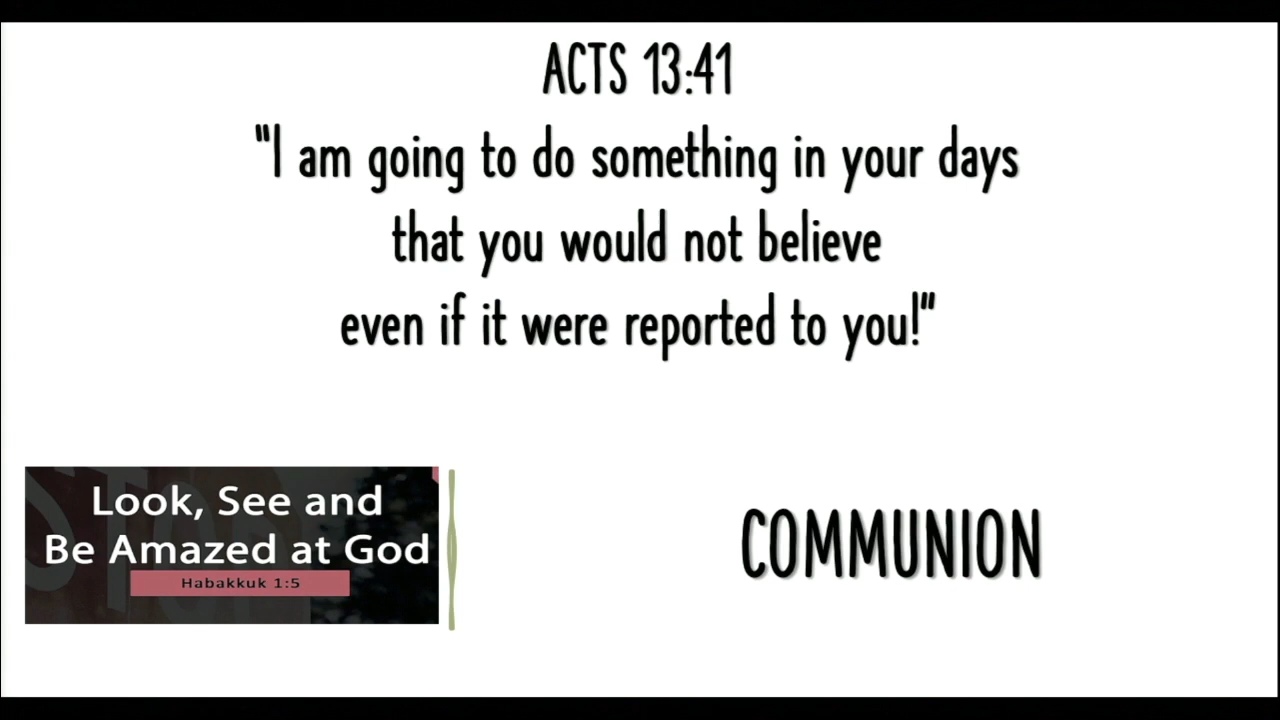 ACTS 13:41
"I am going to do something in your days
that you would not believe
even if it were reported to you!"
Look, See and
Be Amazed at God
Habakkuk 1:5
COMMUNION